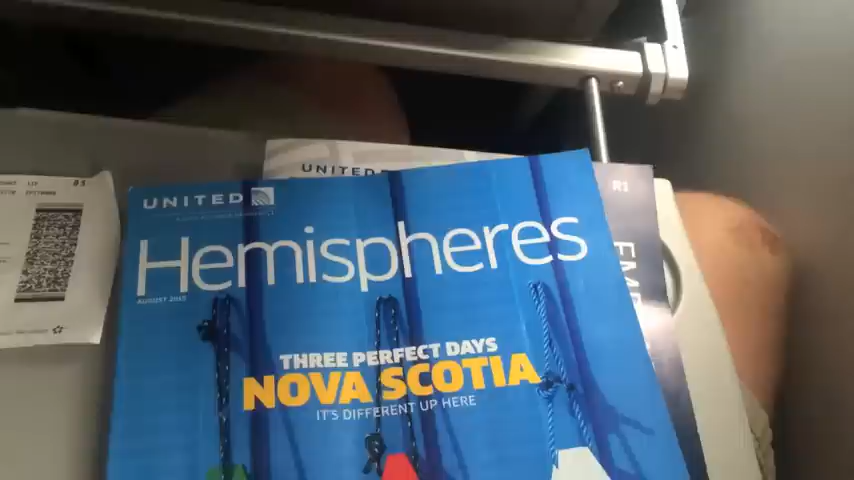 UNITED
UNITED
Hemispheres
AUGUST 2015
THREE PERFECT DAYS
NOVA SCOTIA
IT'S DIFFERENT UP HERE
R1